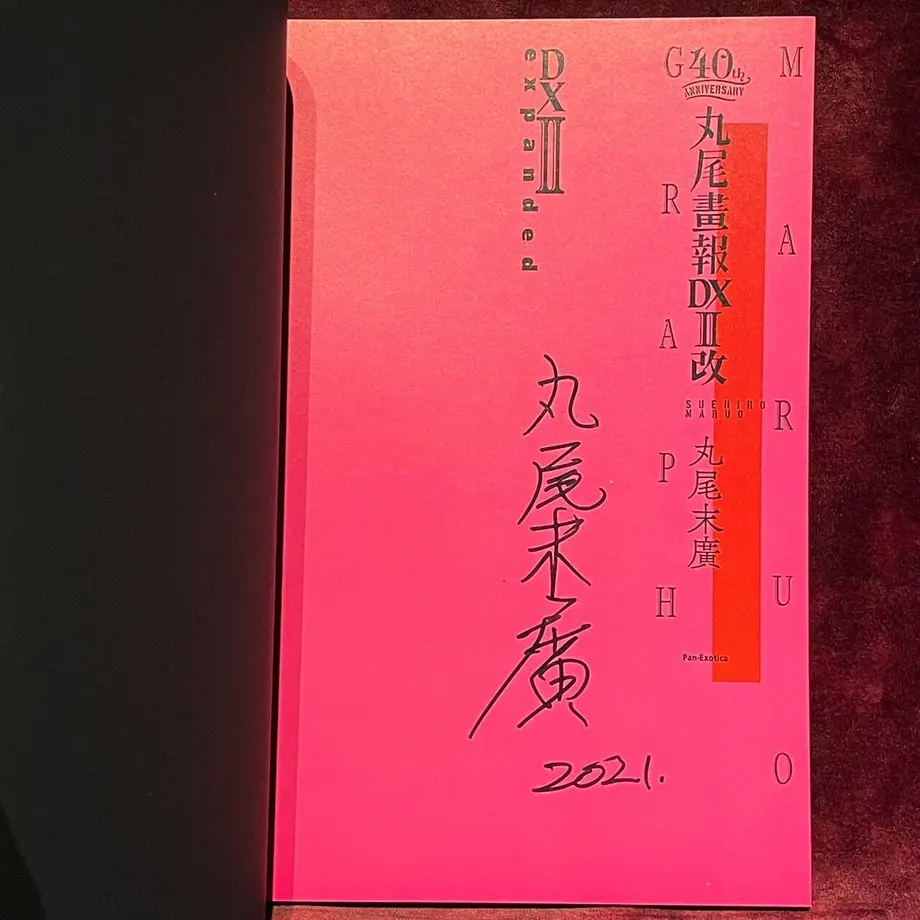 MARUO
GRAPH
40th
ANNIVERSARY
丸尾畫報DXⅡ改
SUEHIRO
MARUO
丸尾末廣
Pan-Exotica
DXⅡ
expanded
丸尾末廣
2021.